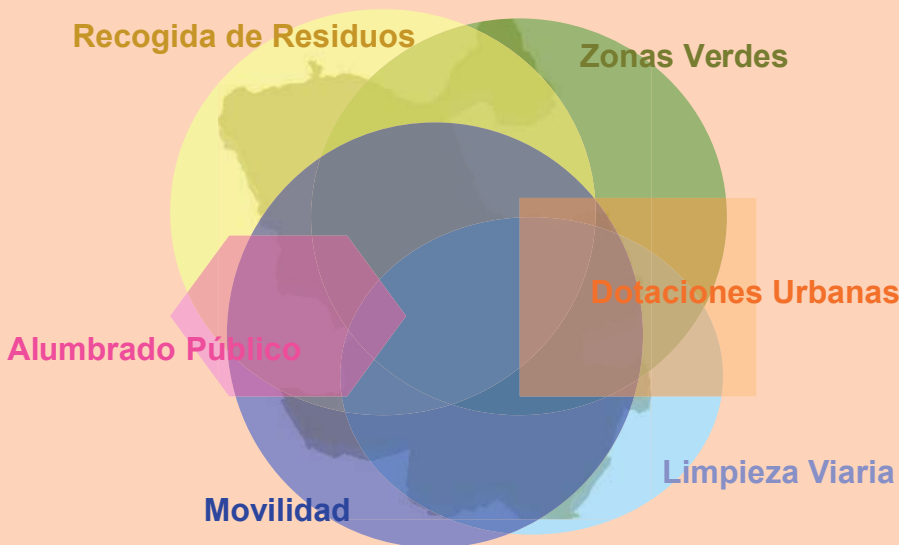 Recogida de Residuos
Zonas Verdes
Dotaciones Urbanas
Alumbrado Público
Limpieza Viaria
Movilidad